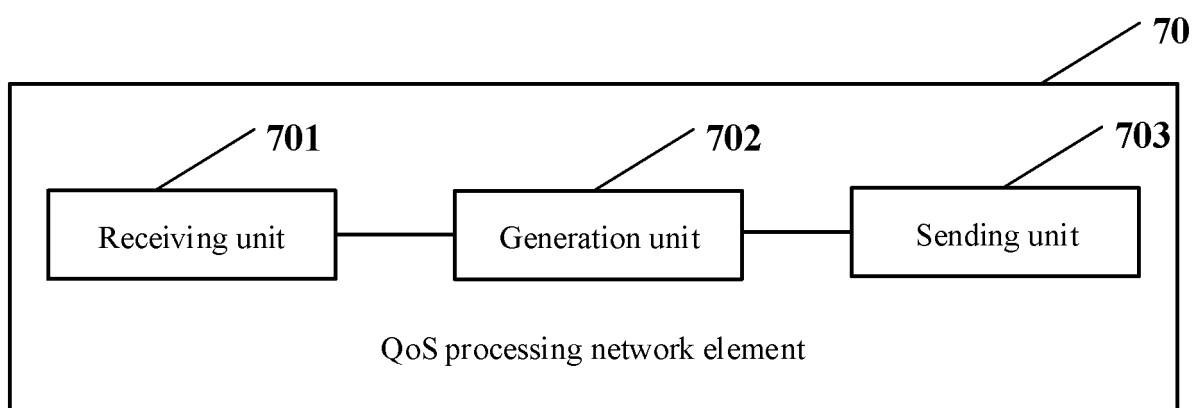 70
701
702
703
Receiving unit
Generation unit
Sending unit
QoS processing network element